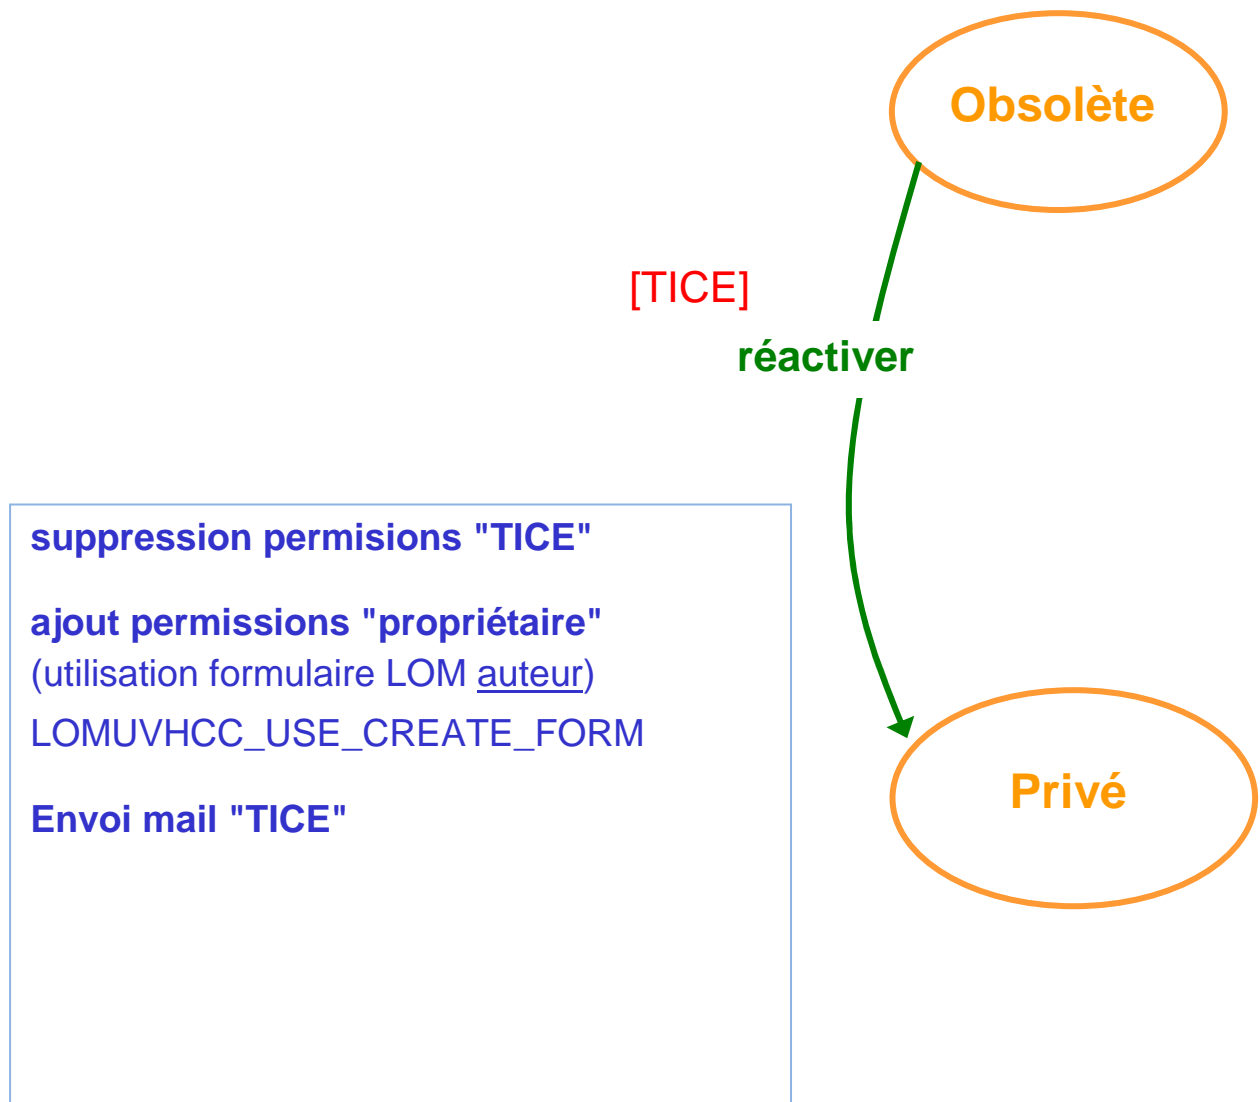 Obsolète
[TICE]
réactiver
suppression permisions "TICE"
ajout permissions "propriétaire"
(utilisation formulaire LOM auteur)
LOMUVHCC_USE_CREATE_FORM
Envoi mail "TICE"
Privé